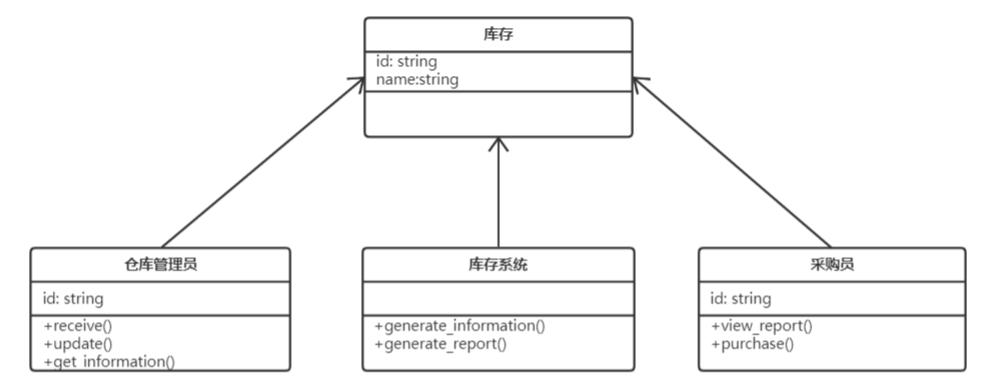 库存
id: string
name:string
仓库管理员
id: string
+receive()
+update()
+get_information()
库存系统
+generate_information()
+generate_report()
采购员
id: string
+view_report()
+purchase()